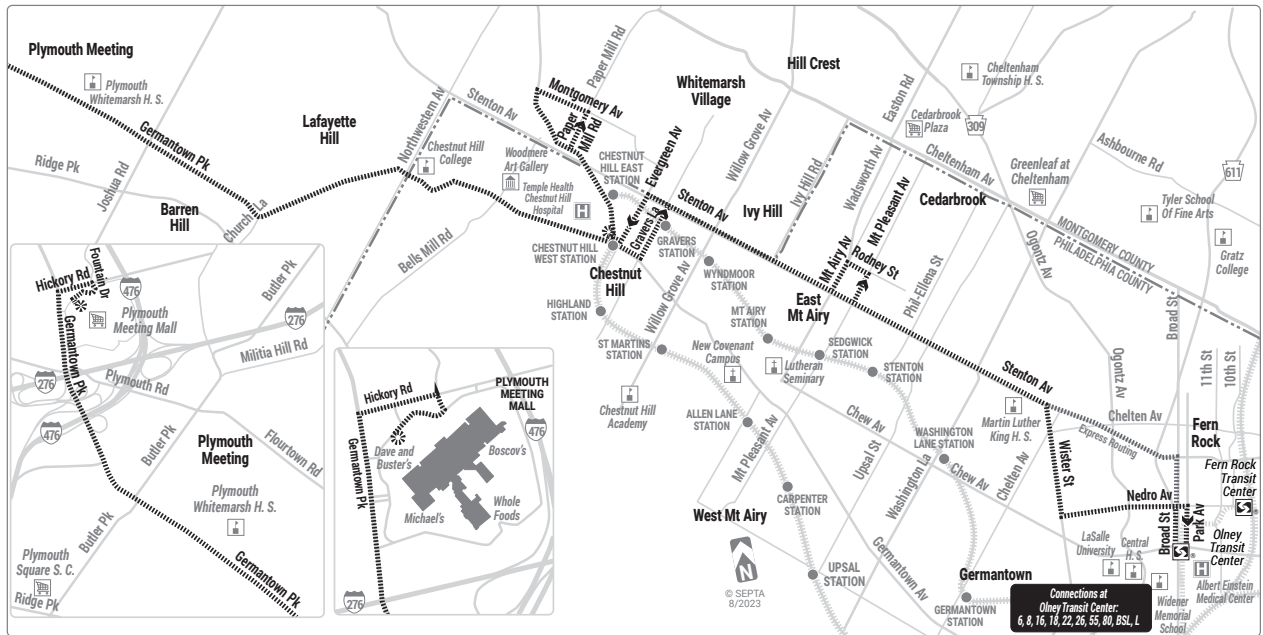 Plymouth Meeting
Plymouth
Whitemarsh H. S.
Germantown Pk
Ridge Pk
Joshua Rd
Barren
Hill
Church La
Lafayette
Hill
Northwestern Av
Stenton Av
Chestnut Hill
College
Bells Mill Rd
Woodmere
Art Gallery
Temple Health
Chestnut Hill
Hospital
Montgomery Av
Paper
Mill Rd
Paper Mill Rd
CHESTNUT
HILL EAST
STATION
Evergreen Av
Gravers La
CHESTNUT HILL
WEST STATION
Chestnut
Hill
Whitemarsh
Village
Willow Grove Av
Hill Crest
Stenton Av
Ivy Hill
Ivy Hill Rd
Wadsworth Av
Mt Pleasant Av
Easton Rd
Cedarbrook
Plaza
309
Cheltenham
Township H. S.
Cheltenham Av
Cedarbrook
Greenleaf at
Cheltenham
Ashbourne Rd
611
Tyler School
Of Fine Arts
Gratz
College
MONTGOMERY COUNTY
PHILADELPHIA COUNTY
Ogontz Av
Broad St
GRAVERS
STATION
WYNDMOOR
STATION
Willow Grove Av
HIGHLAND
STATION
ST MARTINS
STATION
Mt Airy Av
Rodney St
East
Mt Airy
Phil-Ellena St
MT AIRY
STATION
SEDGWICK
STATION
STENTON
STATION
New Covenant
Campus
Lutheran
Seminary
Chestnut Hill
Academy
ALLEN LANE
STATION
Mt Pleasant Av
Chew Av
Upsal St
Washington La
WASHINGTON
LANE STATION
Chew Av
Chelten Av
Stenton Av
Martin Luther
King H. S.
Ogontz Av
Chelten Av
Express Routing
11th St
10th St
Fern
Rock
Fern Rock
Transit
Center
Wister St
Nedro Av
Broad St
Park Av
Olney
Transit
Center
LaSalle
University
Central
H. S.
Widener
Memorial
School
Albert Einstein
Medical Center
CARPENTER
STATION
West Mt Airy
UPSAL
STATION
Germantown Av
Germantown
GERMANTOWN
STATION
N
© SEPTA
8/2023
Connections at
Olney Transit Center:
6, 8, 16, 18, 22, 26, 55, 80, BSL, L
Hickory Rd
Fountain Dr
476
Plymouth
Meeting Mall
Butler Pk
276
Militia Hill Rd
276
Germantown Pk
Plymouth Rd
476
Butler Pk
Plymouth
Meeting
Flourtown Rd
Plymouth
Whitemarsh H. S.
Butler Pk
Plymouth
Square S. C.
Ridge Pk
Germantown Pk
Hickory Rd
PLYMOUTH
MEETING
MALL
476
Germantown Pk
Dave and
Buster's
Boscov's
Michael's
Whole
Foods
276